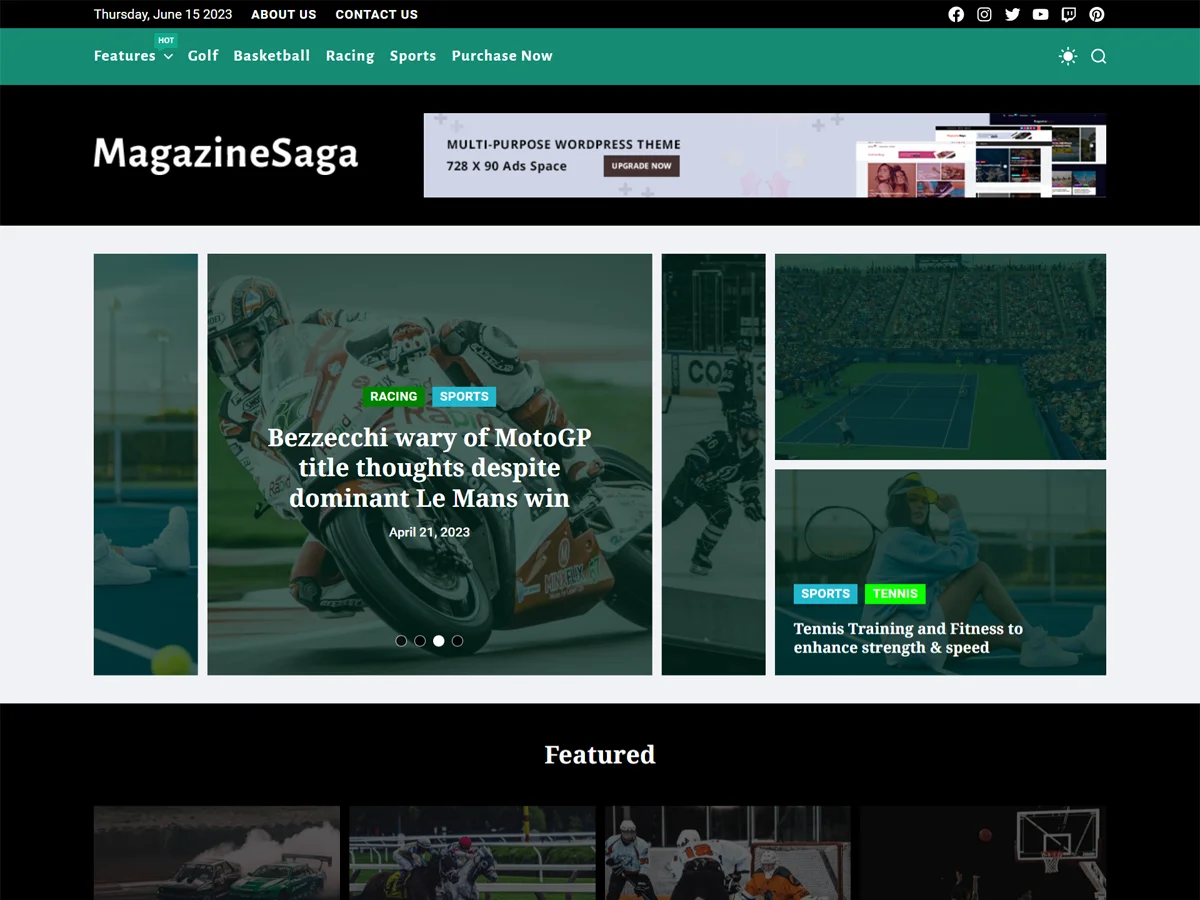 Thursday, June 15 2023 ABOUT US CONTACT US
HOT
Features Golf Basketball Racing Sports Purchase Now
MagazineSaga
MULTI-PURPOSE WORDPRESS THEME
728 X 90 Ads Space UPGRADE NOW
RACING SPORTS
Bezzecchi wary of MotoGP
title thoughts despite
dominant Le Mans win
April 21, 2023
SPORTS TENNIS
Tennis Training and Fitness to
enhance strength & speed
Featured